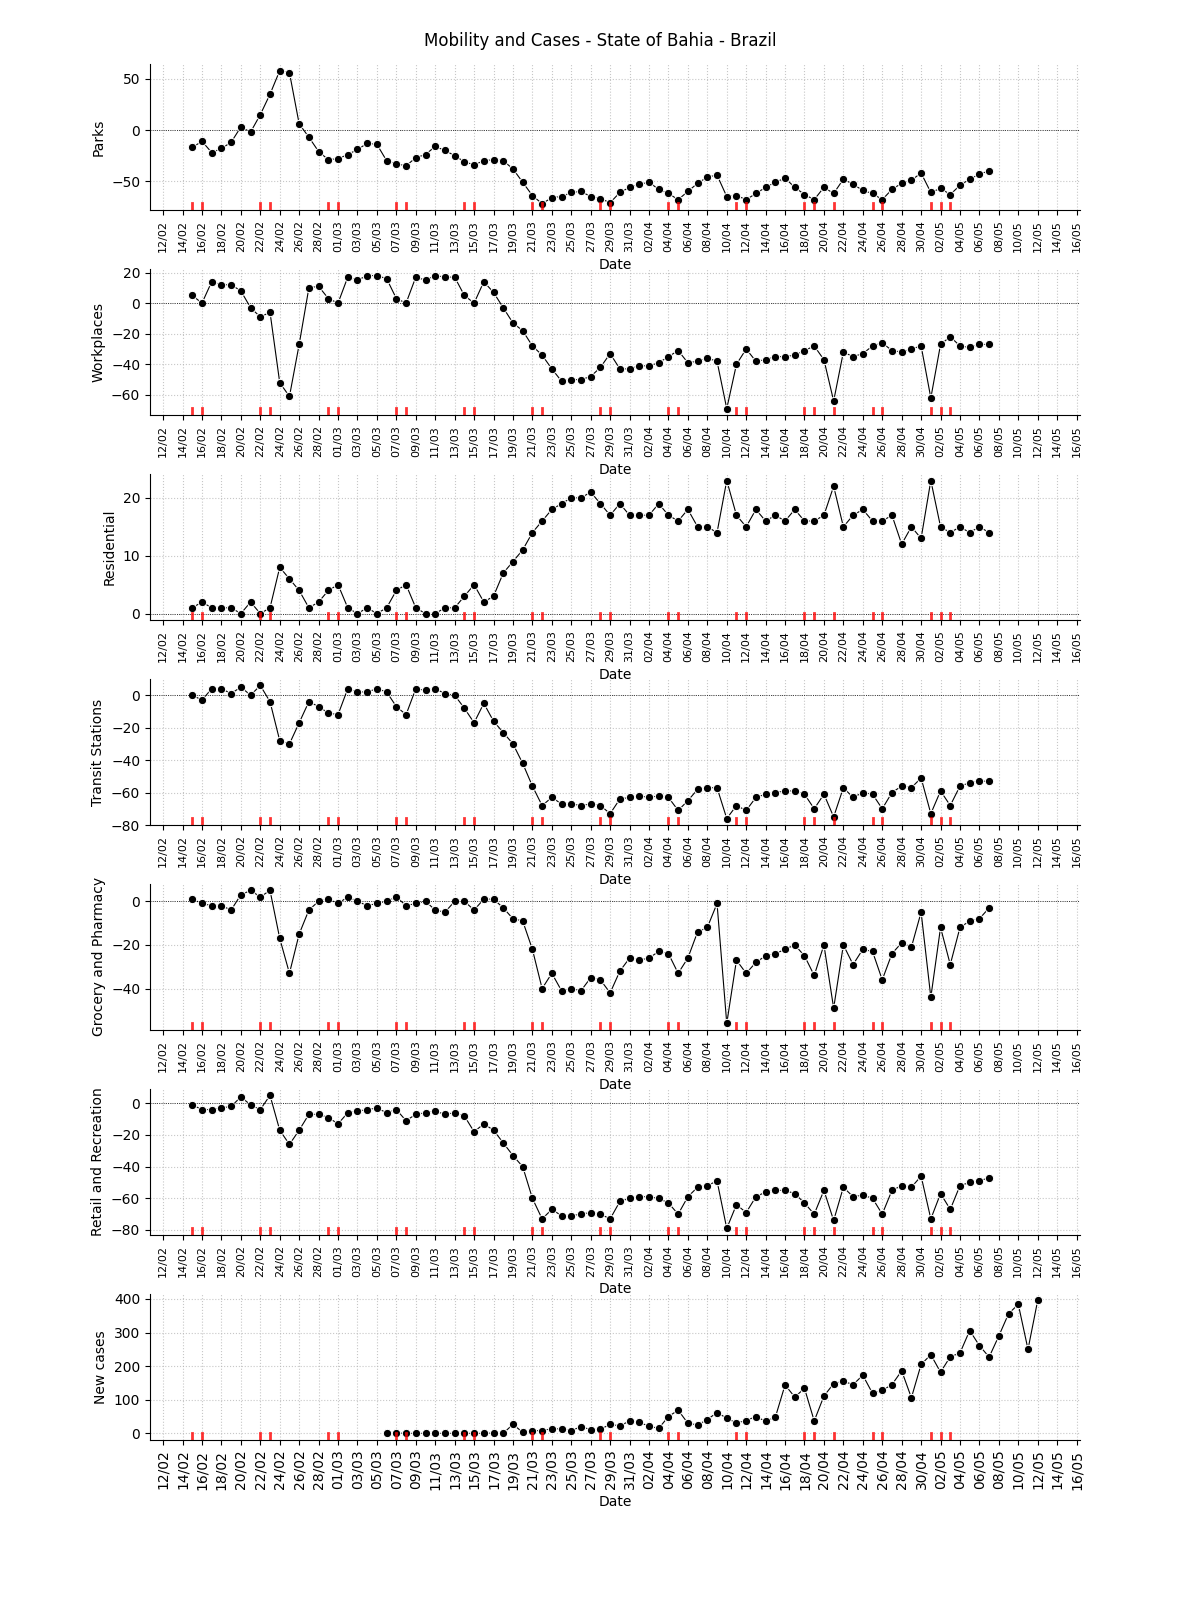 Mobility and Cases - State of Bahia - Brazil
50
0
−50
Parks
12/02 14/02 16/02 18/02 20/02 22/02 24/02 26/02 28/02 01/03 03/03 05/03 07/03 09/03 11/03 13/03 15/03 17/03 19/03 21/03 23/03 25/03 27/03 29/03 31/03 02/04 04/04 06/04 08/04 10/04 12/04 14/04 16/04 18/04 20/04 22/04 24/04 26/04 28/04 30/04 02/05 04/05 06/05 08/05 10/05 12/05 14/05 16/05
Date
20
0
−20
−40
−60
Workplaces
12/02 14/02 16/02 18/02 20/02 22/02 24/02 26/02 28/02 01/03 03/03 05/03 07/03 09/03 11/03 13/03 15/03 17/03 19/03 21/03 23/03 25/03 27/03 29/03 31/03 02/04 04/04 06/04 08/04 10/04 12/04 14/04 16/04 18/04 20/04 22/04 24/04 26/04 28/04 30/04 02/05 04/05 06/05 08/05 10/05 12/05 14/05 16/05
Date
20
10
0
Residential
12/02 14/02 16/02 18/02 20/02 22/02 24/02 26/02 28/02 01/03 03/03 05/03 07/03 09/03 11/03 13/03 15/03 17/03 19/03 21/03 23/03 25/03 27/03 29/03 31/03 02/04 04/04 06/04 08/04 10/04 12/04 14/04 16/04 18/04 20/04 22/04 24/04 26/04 28/04 30/04 02/05 04/05 06/05 08/05 10/05 12/05 14/05 16/05
Date
0
−20
−40
−60
−80
Transit Stations
12/02 14/02 16/02 18/02 20/02 22/02 24/02 26/02 28/02 01/03 03/03 05/03 07/03 09/03 11/03 13/03 15/03 17/03 19/03 21/03 23/03 25/03 27/03 29/03 31/03 02/04 04/04 06/04 08/04 10/04 12/04 14/04 16/04 18/04 20/04 22/04 24/04 26/04 28/04 30/04 02/05 04/05 06/05 08/05 10/05 12/05 14/05 16/05
Date
0
−20
−40
Grocery and Pharmacy
12/02 14/02 16/02 18/02 20/02 22/02 24/02 26/02 28/02 01/03 03/03 05/03 07/03 09/03 11/03 13/03 15/03 17/03 19/03 21/03 23/03 25/03 27/03 29/03 31/03 02/04 04/04 06/04 08/04 10/04 12/04 14/04 16/04 18/04 20/04 22/04 24/04 26/04 28/04 30/04 02/05 04/05 06/05 08/05 10/05 12/05 14/05 16/05
Date
0
−20
−40
−60
−80
Retail and Recreation
12/02 14/02 16/02 18/02 20/02 22/02 24/02 26/02 28/02 01/03 03/03 05/03 07/03 09/03 11/03 13/03 15/03 17/03 19/03 21/03 23/03 25/03 27/03 29/03 31/03 02/04 04/04 06/04 08/04 10/04 12/04 14/04 16/04 18/04 20/04 22/04 24/04 26/04 28/04 30/04 02/05 04/05 06/05 08/05 10/05 12/05 14/05 16/05
Date
400
300
200
100
0
New cases
12/02 14/02 16/02 18/02 20/02 22/02 24/02 26/02 28/02 01/03 03/03 05/03 07/03 09/03 11/03 13/03 15/03 17/03 19/03 21/03 23/03 25/03 27/03 29/03 31/03 02/04 04/04 06/04 08/04 10/04 12/04 14/04 16/04 18/04 20/04 22/04 24/04 26/04 28/04 30/04 02/05 04/05 06/05 08/05 10/05 12/05 14/05 16/05
Date